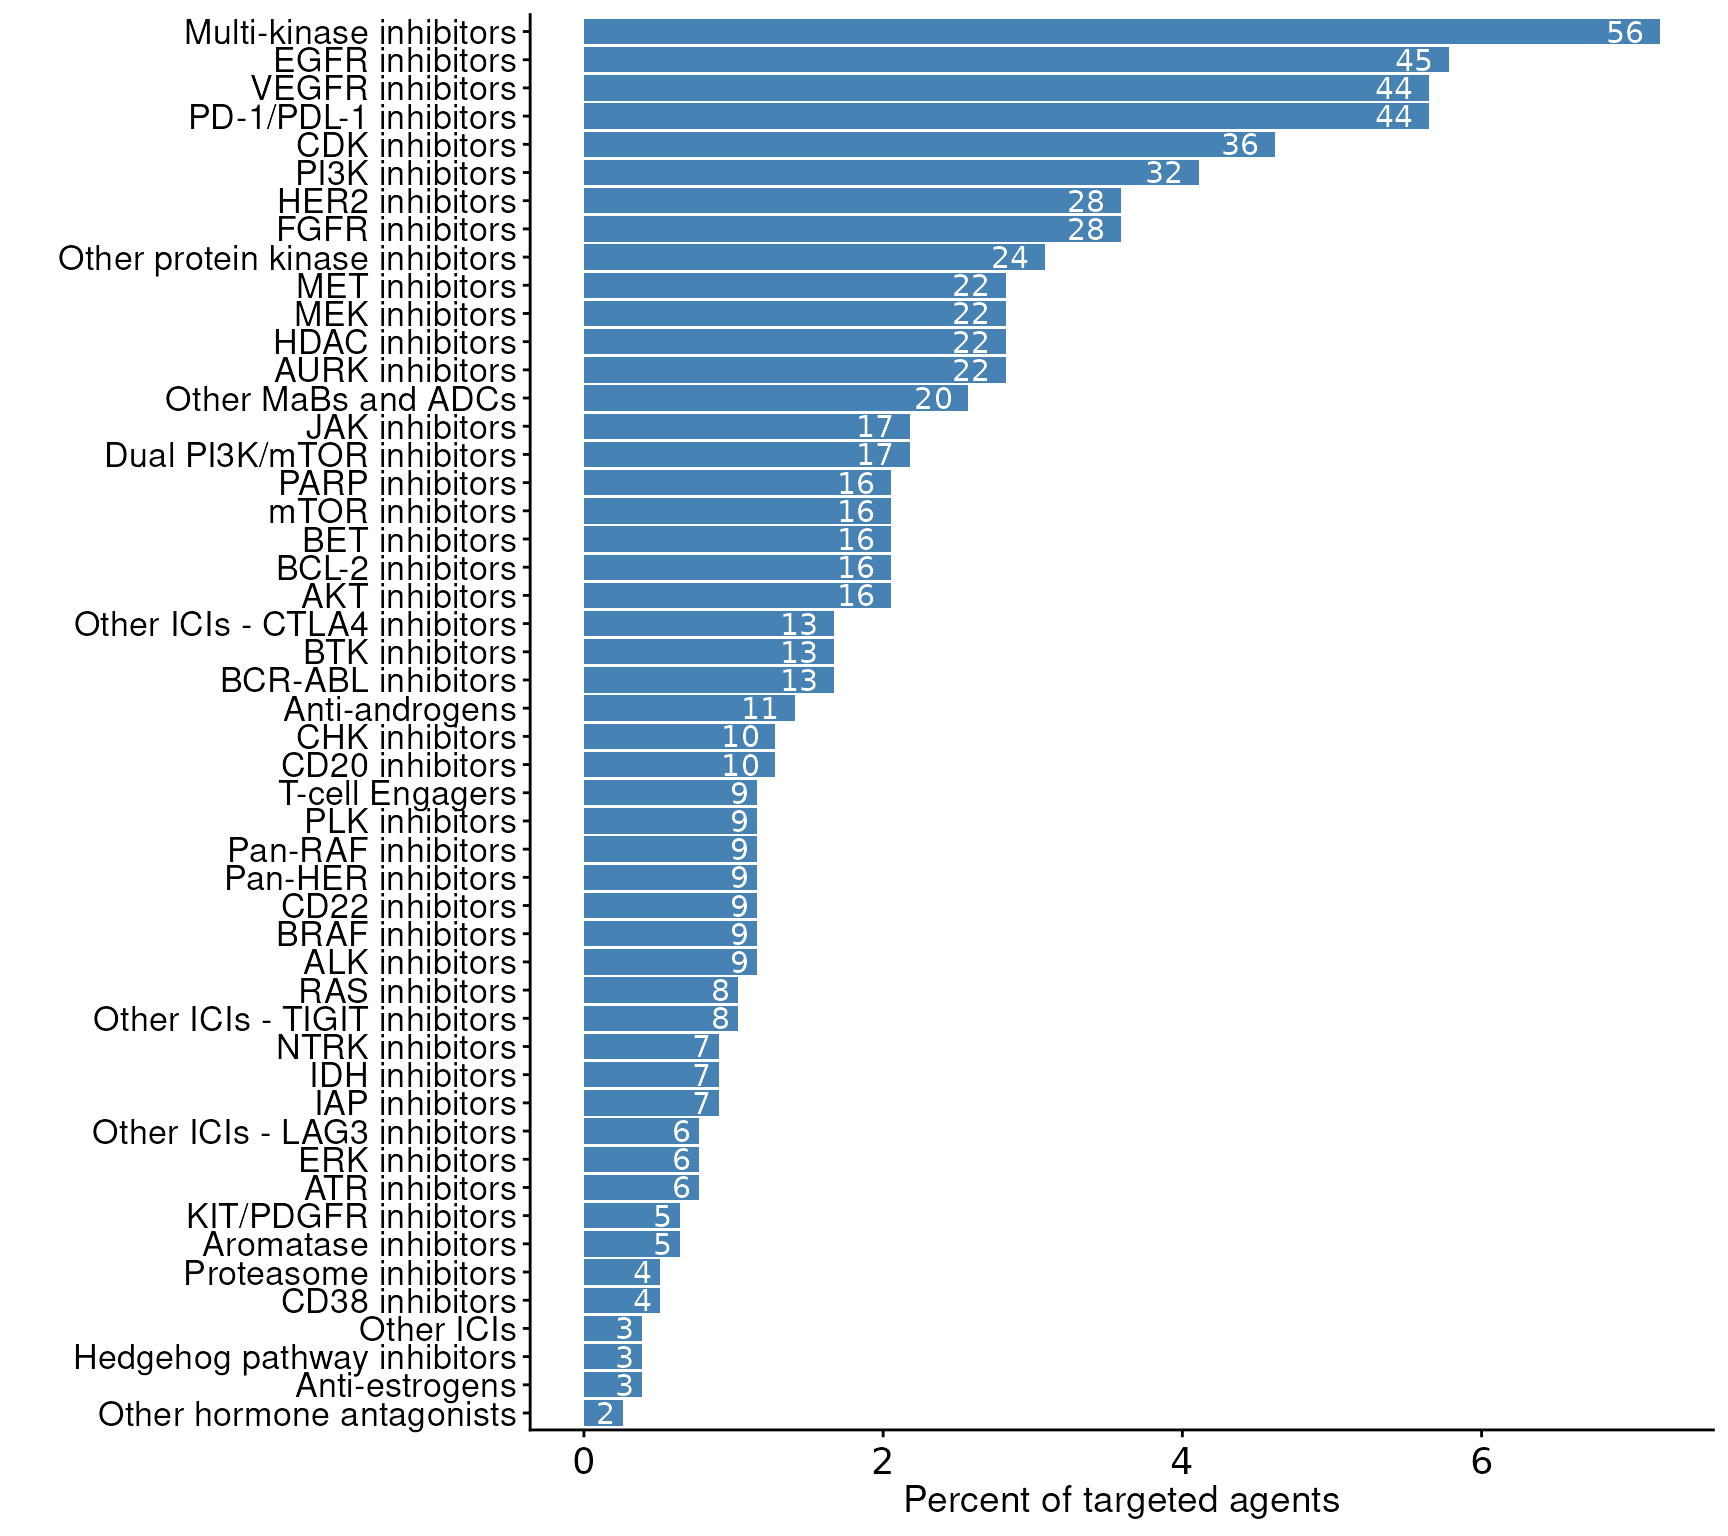 Multi-kinase inhibitors 56
EGFR inhibitors 45
VEGFR inhibitors 44
PD-1/PDL-1 inhibitors 44
CDK inhibitors 36
PI3K inhibitors 32
HER2 inhibitors 28
FGFR inhibitors 28
Other protein kinase inhibitors 24
MET inhibitors 22
MEK inhibitors 22
HDAC inhibitors 22
AURK inhibitors 22
Other MaBs and ADCs 20
JAK inhibitors 17
Dual PI3K/mTOR inhibitors 17
PARP inhibitors 16
mTOR inhibitors 16
BET inhibitors 16
BCL-2 inhibitors 16
AKT inhibitors 16
Other ICIs - CTLA4 inhibitors 13
BTK inhibitors 13
BCR-ABL inhibitors 13
Anti-androgens 11
CHK inhibitors 10
CD20 inhibitors 10
T-cell Engagers 9
PLK inhibitors 9
Pan-RAF inhibitors 9
Pan-HER inhibitors 9
CD22 inhibitors 9
BRAF inhibitors 9
ALK inhibitors 9
RAS inhibitors 8
Other ICIs - TIGIT inhibitors 8
NTRK inhibitors 7
IDH inhibitors 7
IAP inhibitors 7
Other ICIs - LAG3 inhibitors 6
ERK inhibitors 6
ATR inhibitors 6
KIT/PDGFR inhibitors 5
Aromatase inhibitors 5
Proteasome inhibitors 4
CD38 inhibitors 4
Other ICIs 3
Hedgehog pathway inhibitors 3
Anti-estrogens 3
Other hormone antagonists 2
0 2 4 6
Percent of targeted agents